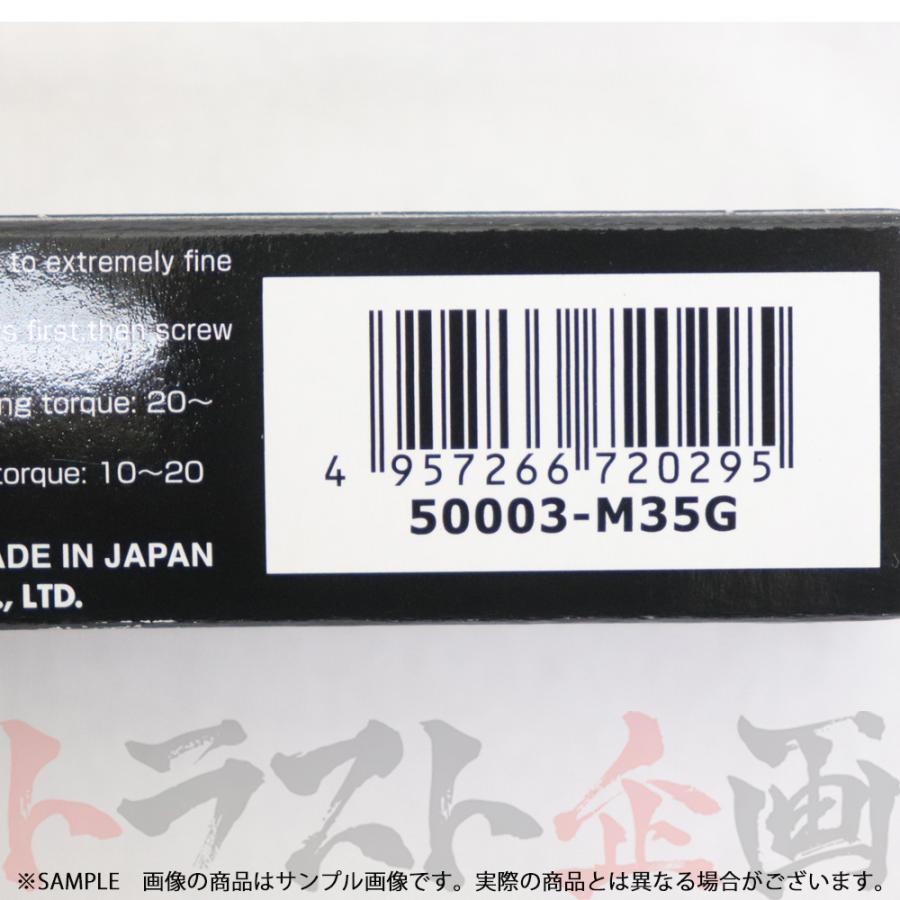 to extremely fine
s first,then screw
ng torque: 20～
torque: 10～20
ADE IN JAPAN
., LTD.
4 957266 720295
50003-M35G
トラスト企画
※SAMPLE 画像の商品はサンプル画像です。実際の商品とは異なる場合がございます。